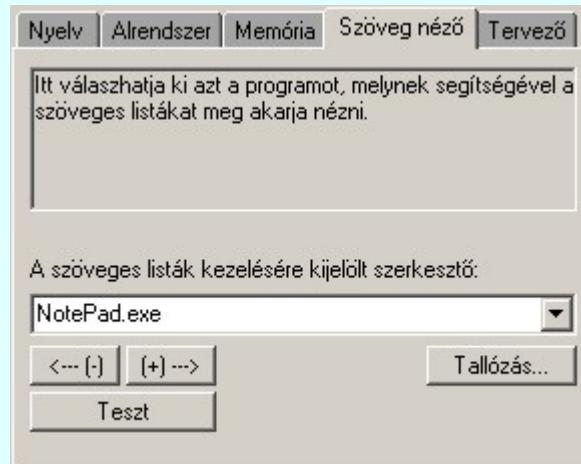 Nyelv Alrendszer Memória Szöveg néző Tervező
Itt válaszhatja ki azt a programot, melynek segítségével a
szöveges listákat meg akarja nézni.
A szöveges listák kezelésére kijelölt szerkesztő:
NotePad.exe
<--- (-) (+) ---> Tallózás...
Teszt